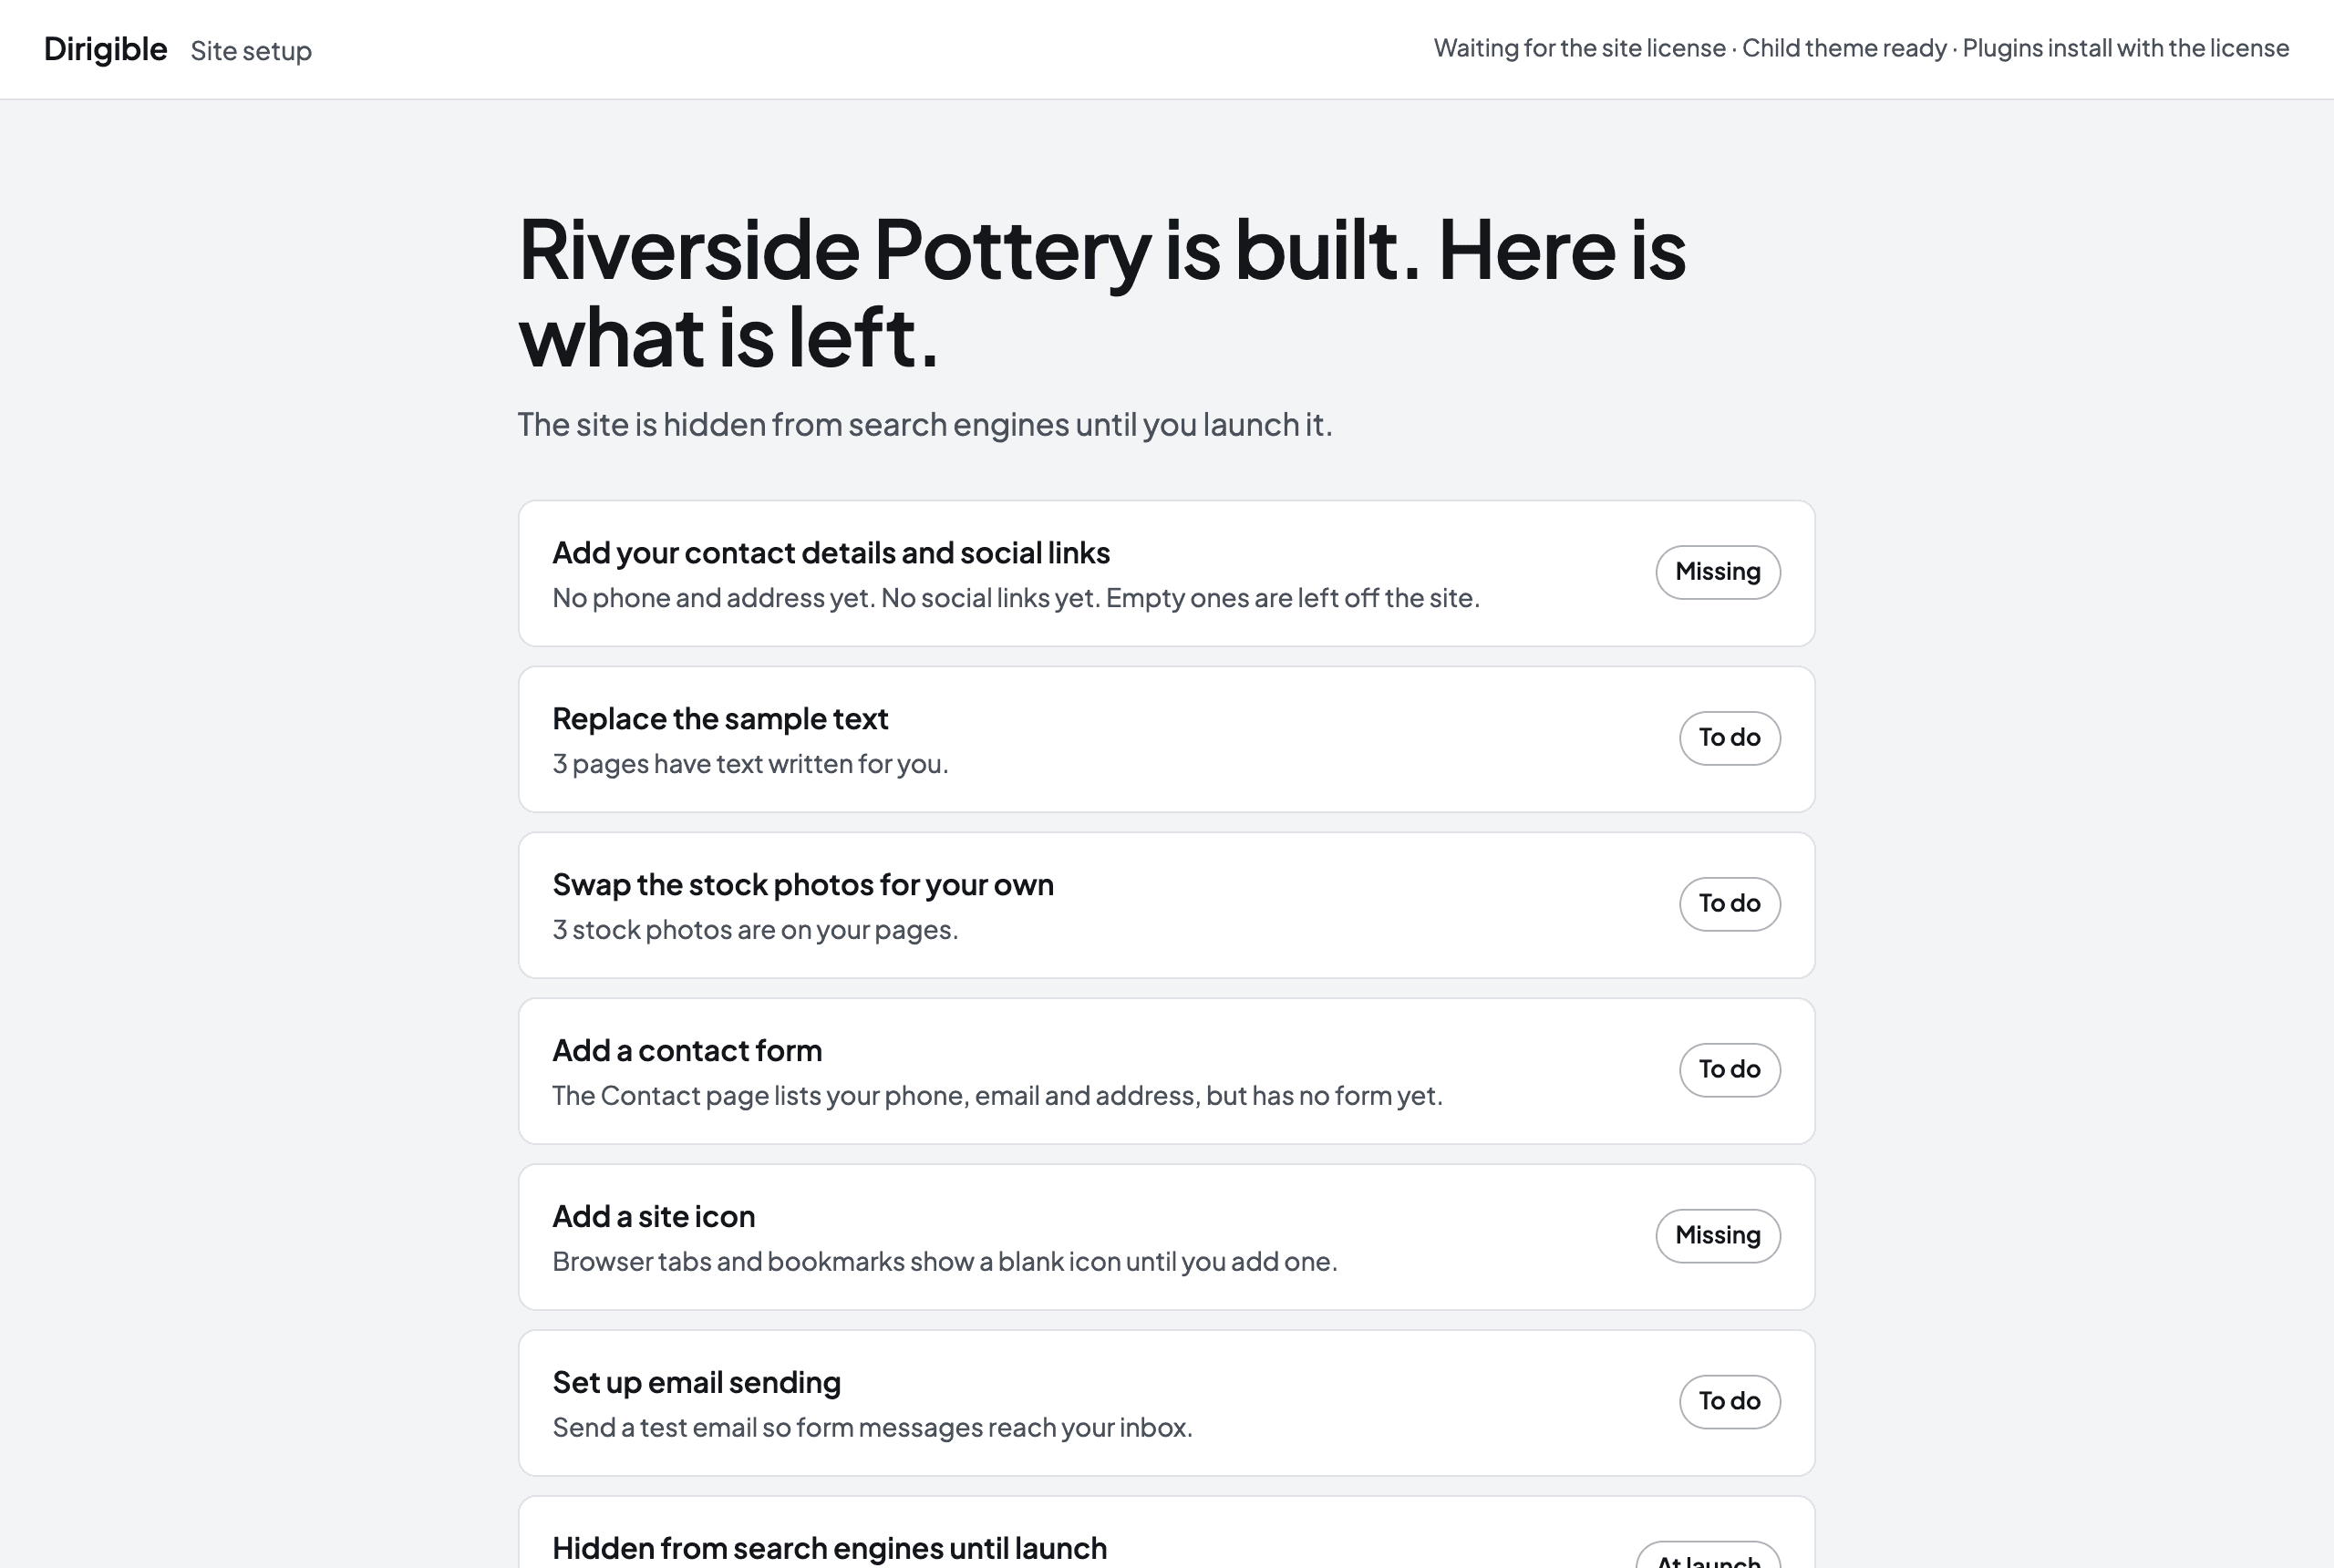 Dirigible Site setup
Waiting for the site license · Child theme ready · Plugins install with the license
Riverside Pottery is built. Here is
what is left.
The site is hidden from search engines until you launch it.
Add your contact details and social links
No phone and address yet. No social links yet. Empty ones are left off the site.
Missing
Replace the sample text
3 pages have text written for you.
To do
Swap the stock photos for your own
3 stock photos are on your pages.
To do
Add a contact form
The Contact page lists your phone, email and address, but has no form yet.
To do
Add a site icon
Browser tabs and bookmarks show a blank icon until you add one.
Missing
Set up email sending
Send a test email so form messages reach your inbox.
To do
Hidden from search engines until launch
At launch